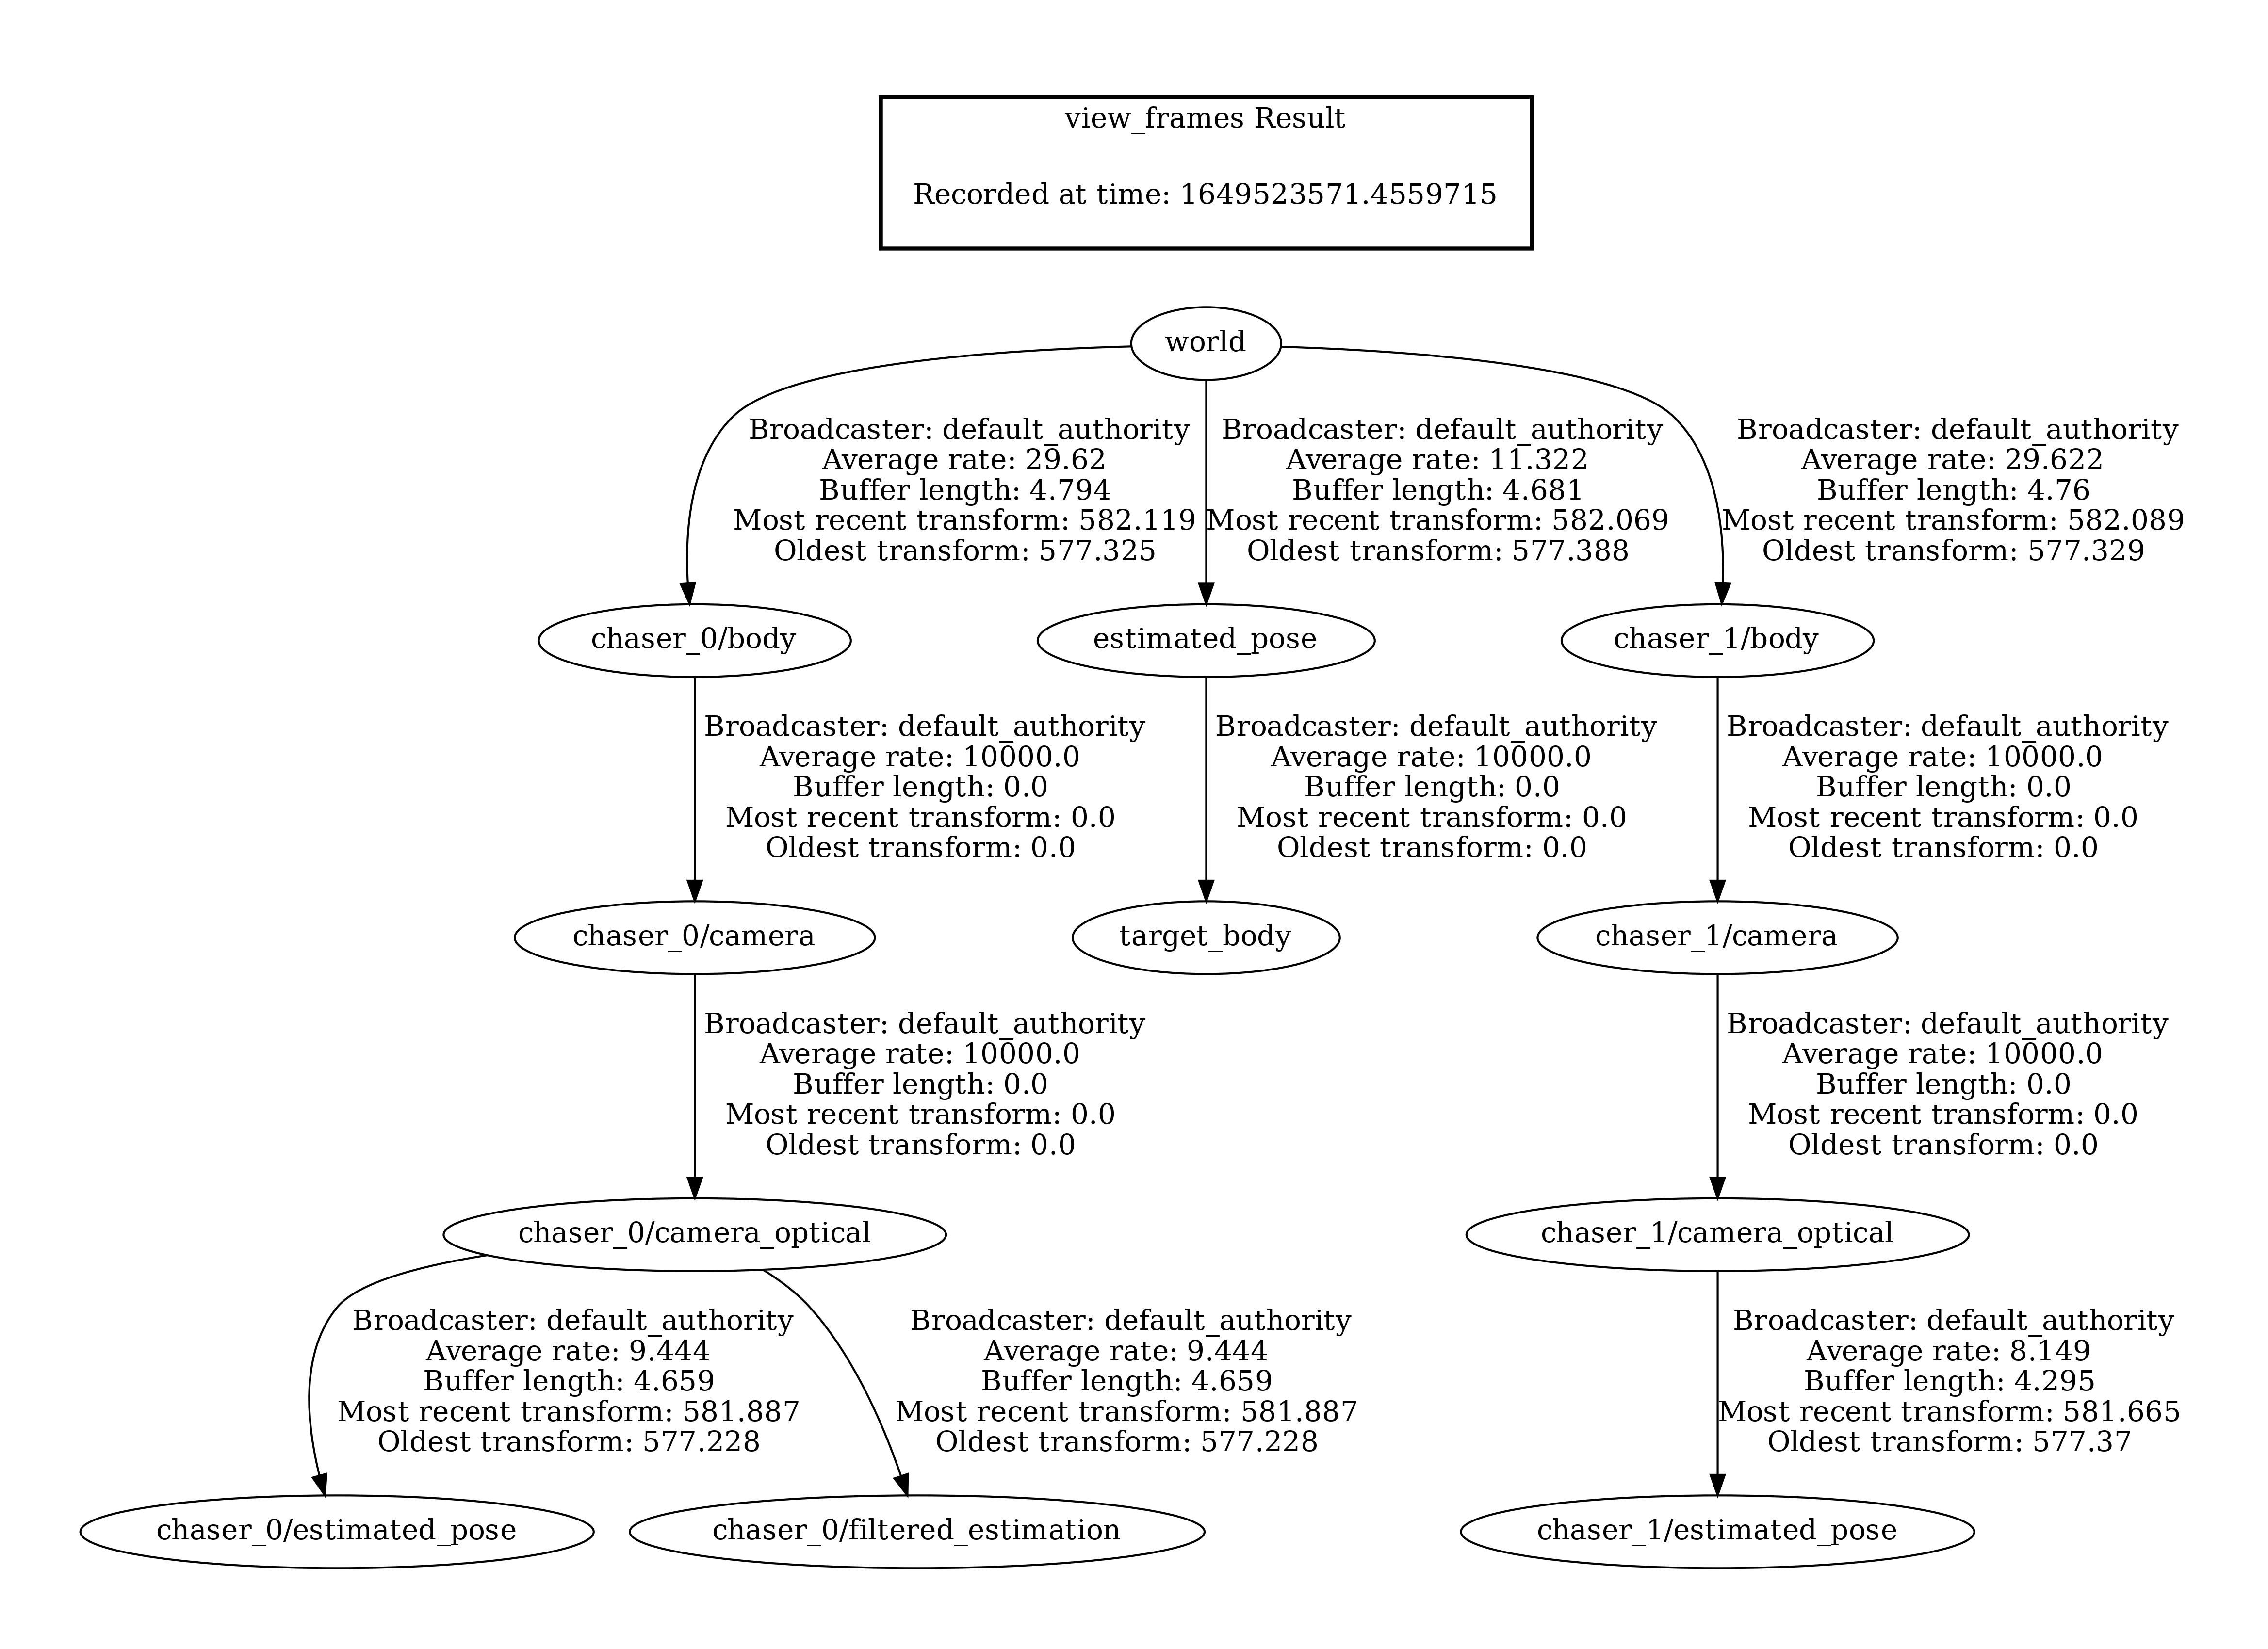 view_frames Result
Recorded at time: 1649523571.4559715
world
Broadcaster: default_authority
Average rate: 29.62
Buffer length: 4.794
Most recent transform: 582.119
Oldest transform: 577.325
Broadcaster: default_authority
Average rate: 11.322
Buffer length: 4.681
Most recent transform: 582.069
Oldest transform: 577.388
Broadcaster: default_authority
Average rate: 29.622
Buffer length: 4.76
Most recent transform: 582.089
Oldest transform: 577.329
chaser_0/body
estimated_pose
chaser_1/body
Broadcaster: default_authority
Average rate: 10000.0
Buffer length: 0.0
Most recent transform: 0.0
Oldest transform: 0.0
Broadcaster: default_authority
Average rate: 10000.0
Buffer length: 0.0
Most recent transform: 0.0
Oldest transform: 0.0
Broadcaster: default_authority
Average rate: 10000.0
Buffer length: 0.0
Most recent transform: 0.0
Oldest transform: 0.0
chaser_0/camera
target_body
chaser_1/camera
Broadcaster: default_authority
Average rate: 10000.0
Buffer length: 0.0
Most recent transform: 0.0
Oldest transform: 0.0
Broadcaster: default_authority
Average rate: 10000.0
Buffer length: 0.0
Most recent transform: 0.0
Oldest transform: 0.0
chaser_0/camera_optical
chaser_1/camera_optical
Broadcaster: default_authority
Average rate: 9.444
Buffer length: 4.659
Most recent transform: 581.887
Oldest transform: 577.228
Broadcaster: default_authority
Average rate: 9.444
Buffer length: 4.659
Most recent transform: 581.887
Oldest transform: 577.228
Broadcaster: default_authority
Average rate: 8.149
Buffer length: 4.295
Most recent transform: 581.665
Oldest transform: 577.37
chaser_0/estimated_pose
chaser_0/filtered_estimation
chaser_1/estimated_pose